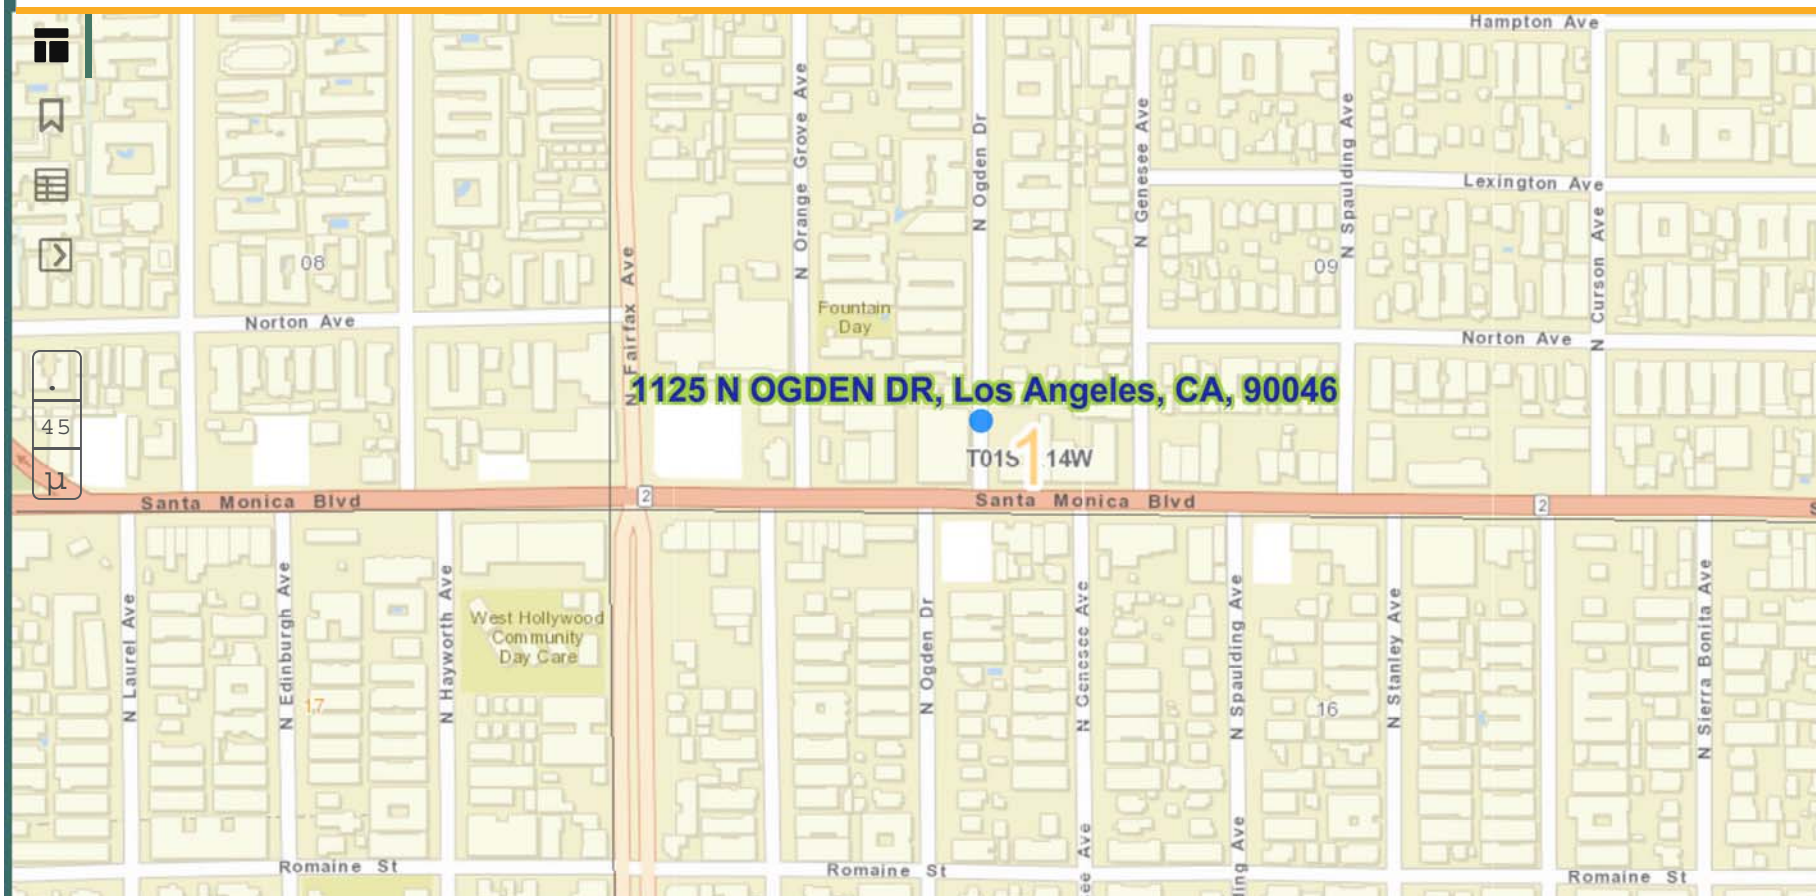 Hampton Ave
N Orange Grove Ave
N Ogden Dr
N Genesee Ave
N Spaulding Ave
Lexington Ave
N Curson Ave
08
09
N Fairfax Ave
Norton Ave
Fountain
Day
Norton Ave
1125 N OGDEN DR, Los Angeles, CA, 90046
.
45
µ
1
14W
Santa Monica Blvd
2
Santa Monica Blvd
2
N Laurel Ave
N Edinburgh Ave
N Hayworth Ave
West Hollywood
Community
Day Care
N Ogden Dr
N Genesee Ave
N Spaulding Ave
N Stanley Ave
N Sierra Bonita Ave
17
16
Romaine St
Romaine St
Romaine St